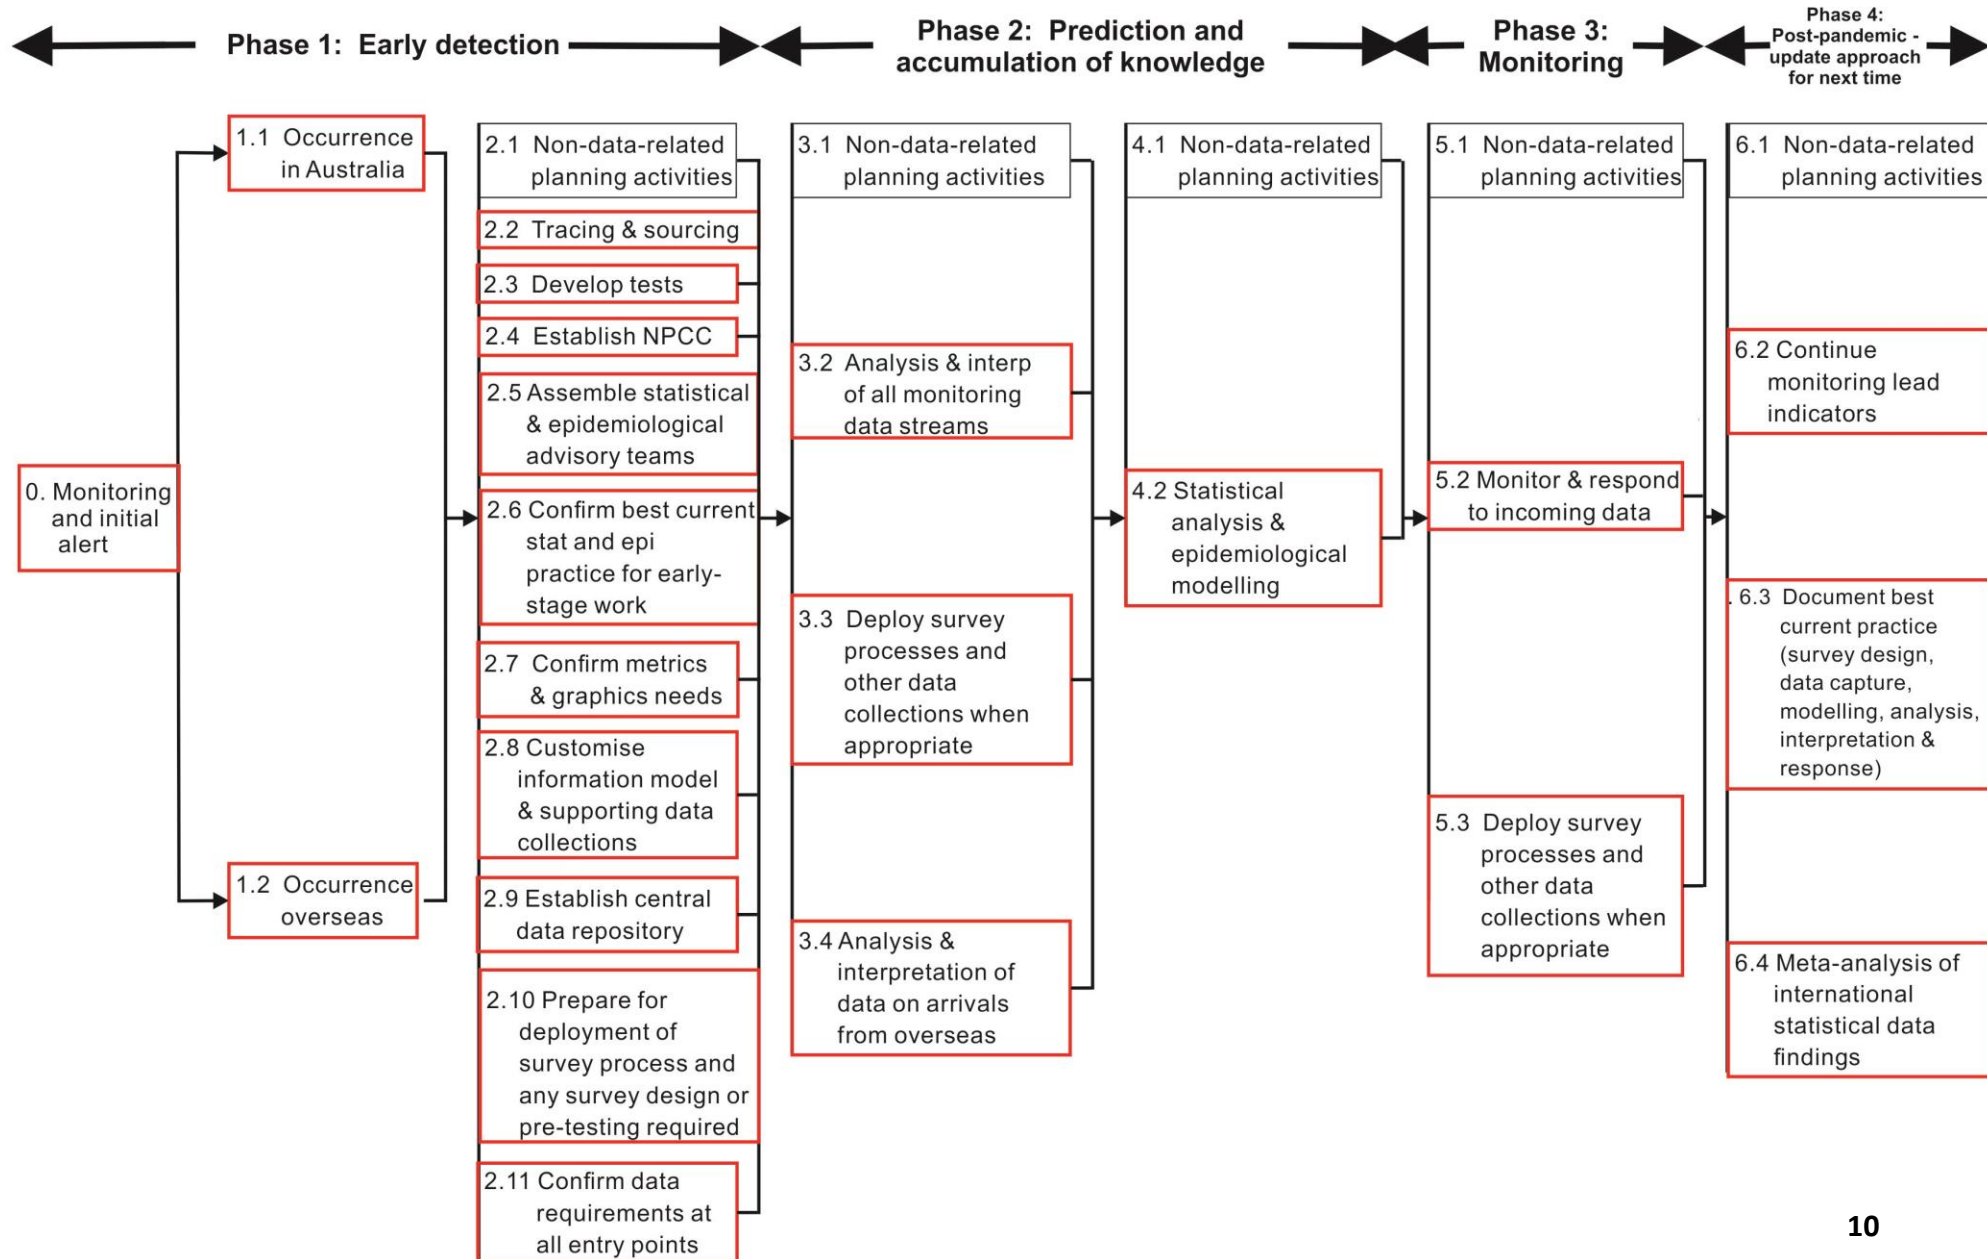 Phase 1: Early detection
Phase 2: Prediction and
accumulation of knowledge
Phase 3:
Monitoring
Phase 4:
Post-pandemic -
update approach
for next time
0. Monitoring
and initial
alert
1.1 Occurrence
in Australia
1.2 Occurrence
overseas
2.1 Non-data-related
planning activities
2.2 Tracing & sourcing
2.3 Develop tests
2.4 Establish NPCC
2.5 Assemble statistical
& epidemiological
advisory teams
2.6 Confirm best current
stat and epi
practice for early-
stage work
2.7 Confirm metrics
& graphics needs
2.8 Customise
information model
& supporting data
collections
2.9 Establish central
data repository
2.10 Prepare for
deployment of
survey process and
any survey design or
pre-testing required
2.11 Confirm data
requirements at
all entry points
3.1 Non-data-related
planning activities
3.2 Analysis & interp
of all monitoring
data streams
3.3 Deploy survey
processes and
other data
collections when
appropriate
3.4 Analysis &
interpretation of
data on arrivals
from overseas
4.1 Non-data-related
planning activities
4.2 Statistical
analysis &
epidemiological
modelling
5.1 Non-data-related
planning activities
5.2 Monitor & respond
to incoming data
5.3 Deploy survey
processes and
other data
collections when
appropriate
6.1 Non-data-related
planning activities
6.2 Continue
monitoring lead
indicators
. 6.3 Document best
current practice
(survey design,
data capture,
modelling, analysis,
interpretation &
response)
6.4 Meta-analysis of
international
statistical data
findings
10